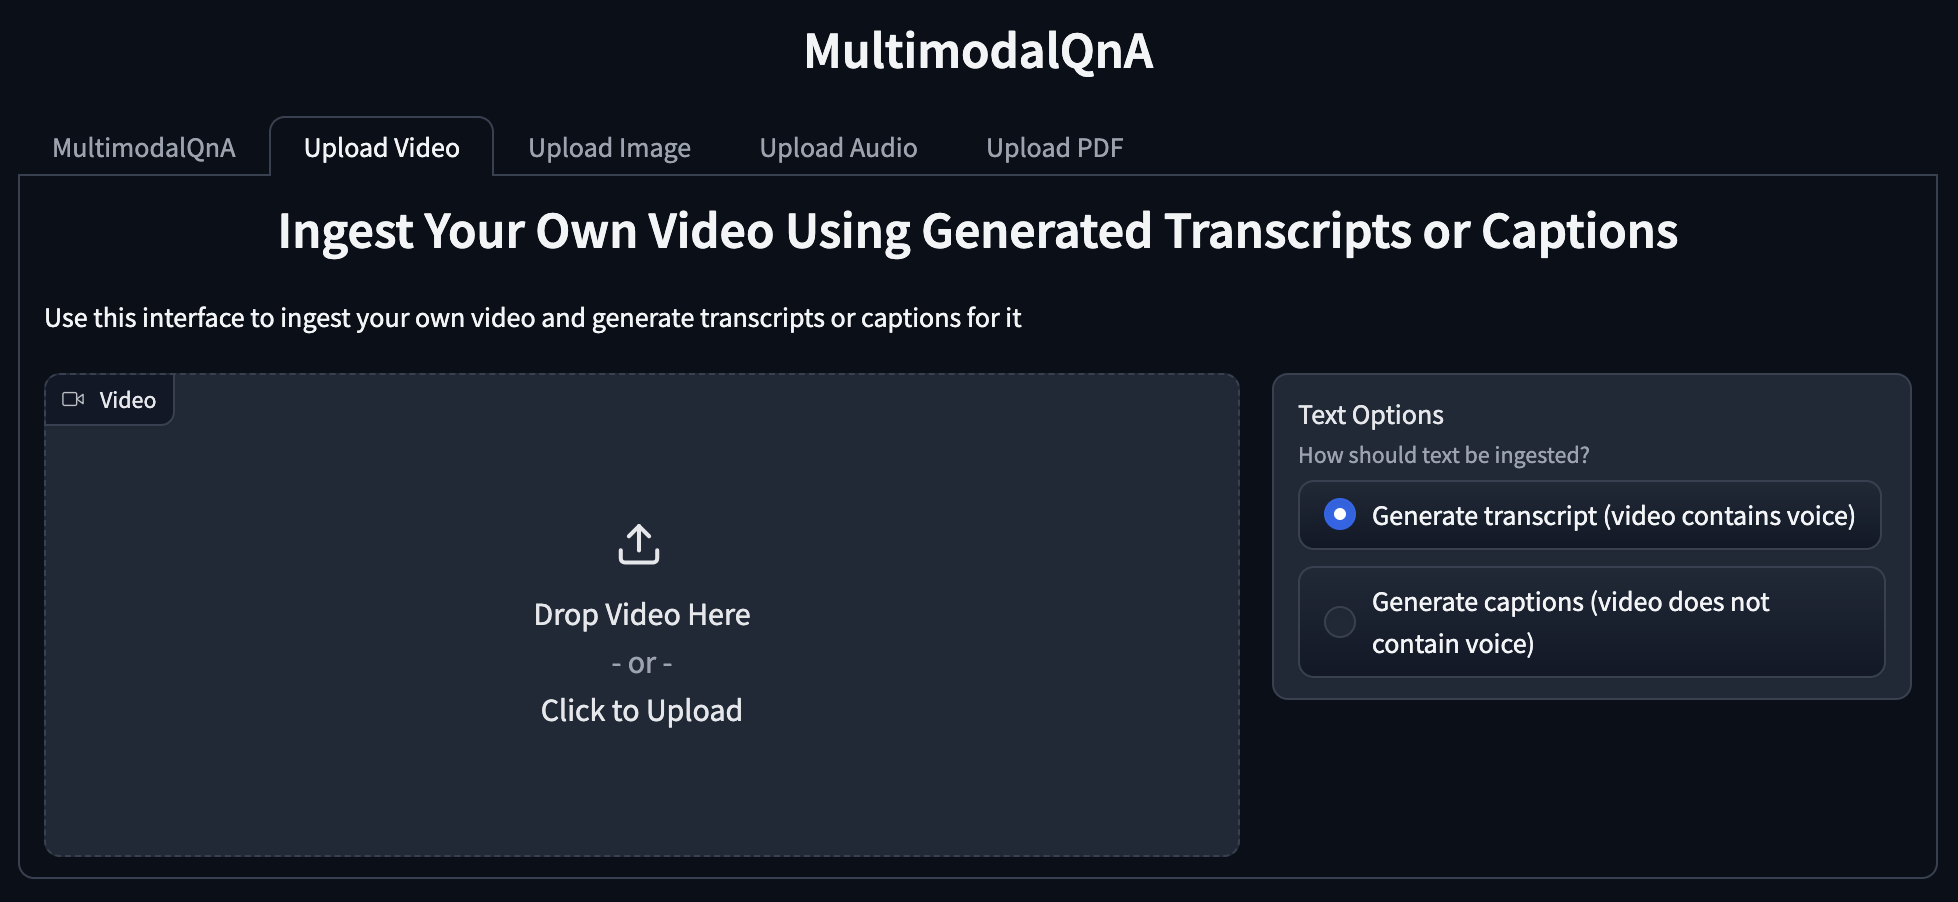 MultimodalQnA
MultimodalQnA
Upload Video
Upload Image
Upload Audio
Upload PDF
Ingest Your Own Video Using Generated Transcripts or Captions
Use this interface to ingest your own video and generate transcripts or captions for it
Video
Drop Video Here
- or -
Click to Upload
Text Options
How should text be ingested?
Generate transcript (video contains voice)
Generate captions (video does not
contain voice)